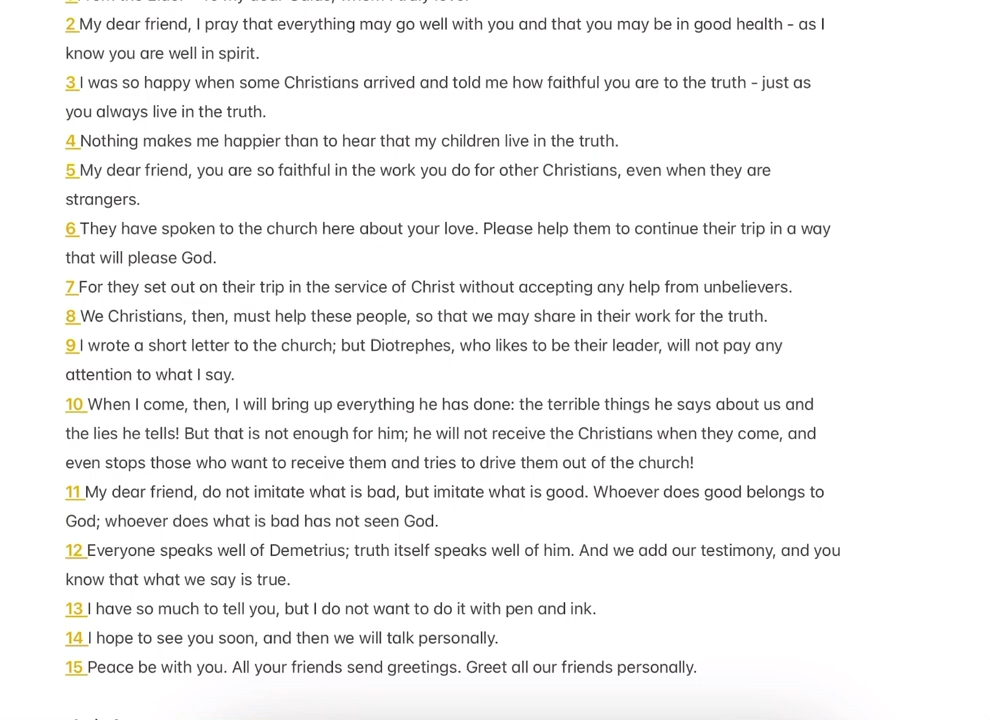 2 My dear friend, I pray that everything may go well with you and that you may be in good health - as I
know you are well in spirit.
3 I was so happy when some Christians arrived and told me how faithful you are to the truth - just as
you always live in the truth.
4 Nothing makes me happier than to hear that my children live in the truth.
5 My dear friend, you are so faithful in the work you do for other Christians, even when they are
strangers.
6 They have spoken to the church here about your love. Please help them to continue their trip in a way
that will please God.
7 For they set out on their trip in the service of Christ without accepting any help from unbelievers.
8 We Christians, then, must help these people, so that we may share in their work for the truth.
9 I wrote a short letter to the church; but Diotrephes, who likes to be their leader, will not pay any
attention to what I say.
10 When I come, then, I will bring up everything he has done: the terrible things he says about us and
the lies he tells! But that is not enough for him; he will not receive the Christians when they come, and
even stops those who want to receive them and tries to drive them out of the church!
11 My dear friend, do not imitate what is bad, but imitate what is good. Whoever does good belongs to
God; whoever does what is bad has not seen God.
12 Everyone speaks well of Demetrius; truth itself speaks well of him. And we add our testimony, and you
know that what we say is true.
13 I have so much to tell you, but I do not want to do it with pen and ink.
14 I hope to see you soon, and then we will talk personally.
15 Peace be with you. All your friends send greetings. Greet all our friends personally.